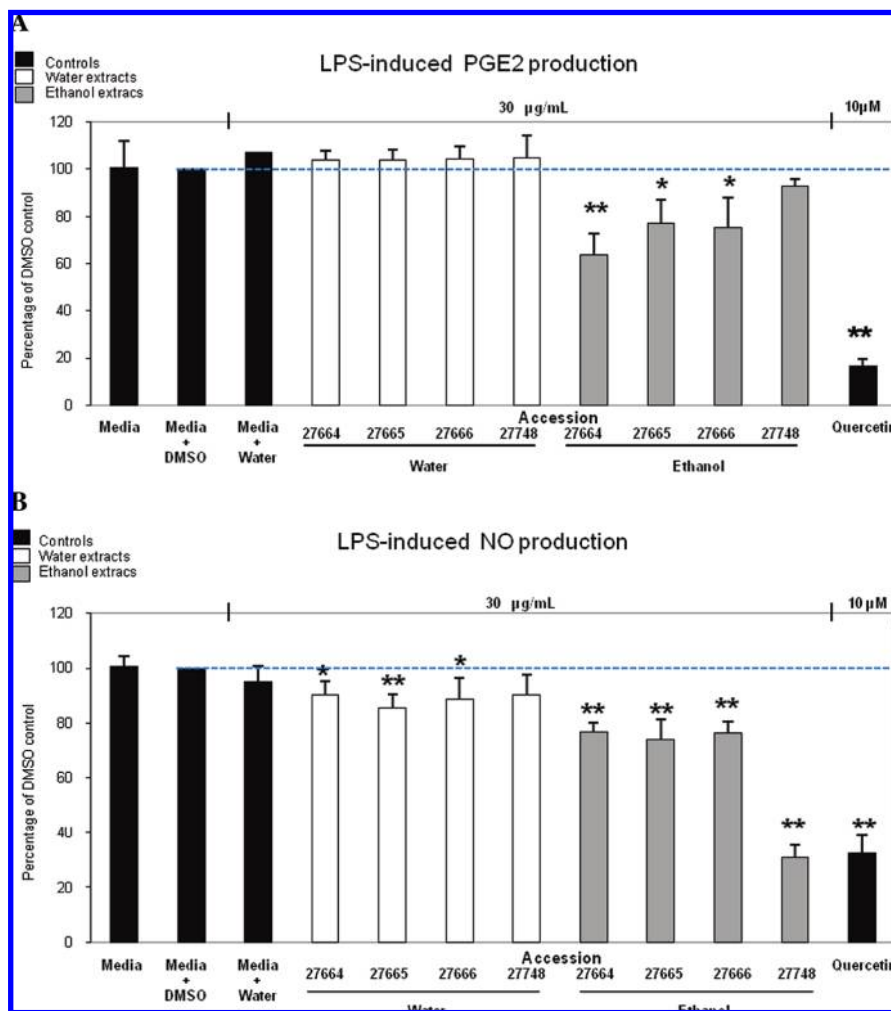 A
LPS-induced PGE2 production
Controls
Water extracts
Ethanol extracs
30 µg/mL
10µM
Percentage of DMSO control
120
100
80
60
40
20
0
**
*
*
**
Media
Media
+
DMSO
Media
+
Water
Accession
27664 27665 27666 27748 27664 27665 27666 27748
Quercetin
Water
Ethanol
B
LPS-induced NO production
Controls
Water extracts
Ethanol extracs
30 µg/mL
10 µM
Percentage of DMSO control
120
100
80
60
40
20
0
*
**
*
**
**
**
**
**
Media
Media
+
DMSO
Media
+
Water
Accession
27664 27665 27666 27748 27664 27665 27666 27748
Quercetin
Water
Ethanol